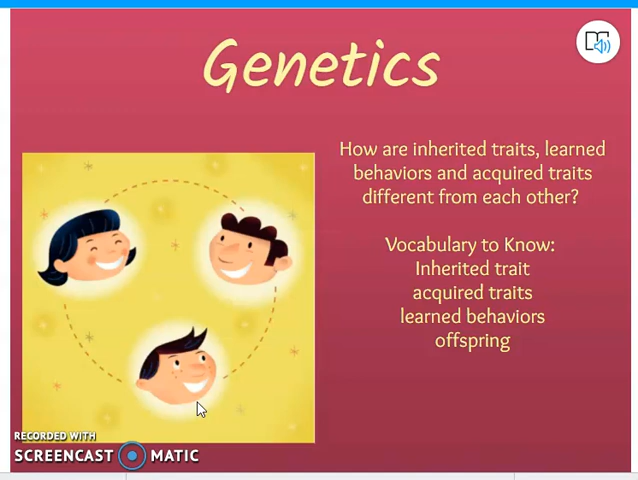 Genetics
How are inherited traits, learned
behaviors and acquired traits
different from each other?
Vocabulary to Know:
Inherited trait
acquired traits
learned behaviors
offspring
RECORDED WITH
SCREENCAST MATIC